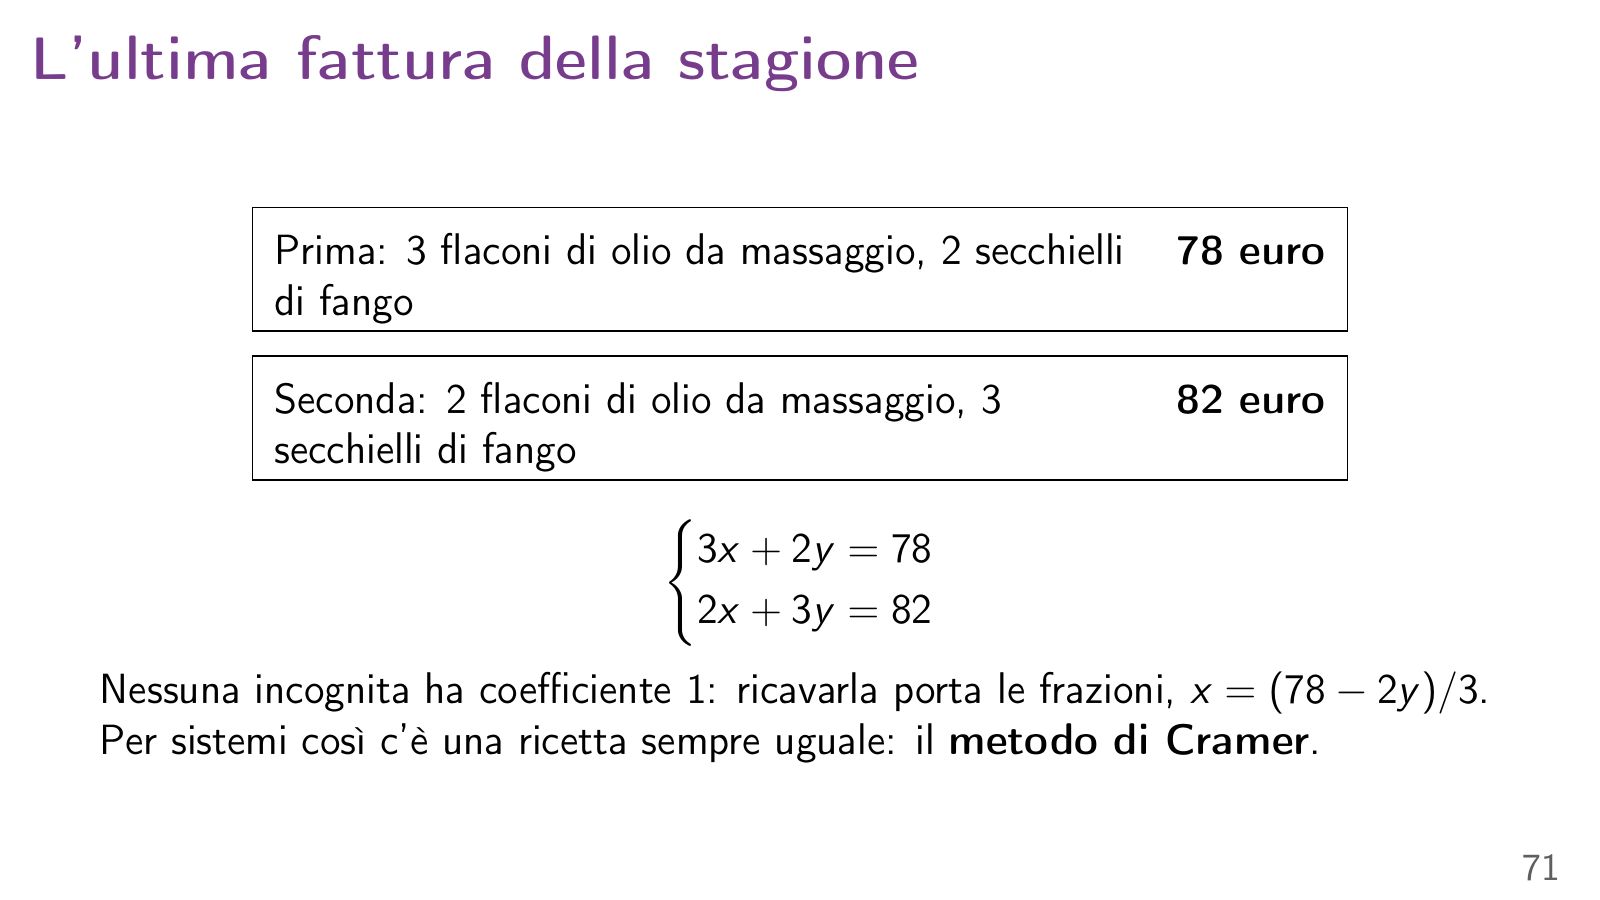 L'ultima fattura della stagione
Prima: 3 flaconi di olio da massaggio, 2 secchielli 78 euro
di fango
Seconda: 2 flaconi di olio da massaggio, 3 82 euro
secchielli di fango
3x + 2y = 78
2x + 3y = 82
Nessuna incognita ha coefficiente 1: ricavarla porta le frazioni, x = (78 − 2y)/3.
Per sistemi così c'è una ricetta sempre uguale: il metodo di Cramer.
71